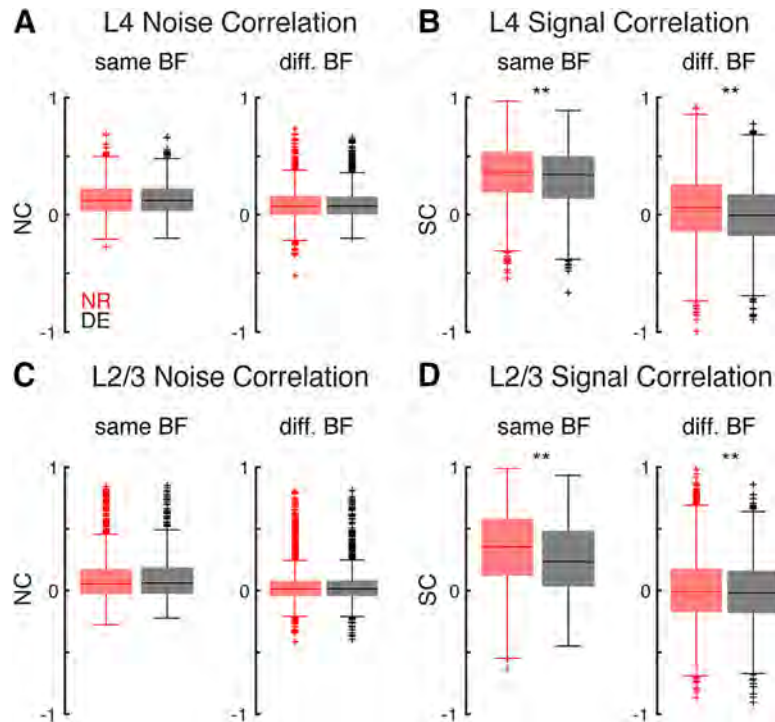 A L4 Noise Correlation
same BF diff. BF
1
0
-1
NC
NR
DE
1
0
-1
B L4 Signal Correlation
same BF diff. BF
** **
1
0
-1
SC
1
0
-1
C L2/3 Noise Correlation
same BF diff. BF
1
0
-1
NC
1
0
-1
D L2/3 Signal Correlation
same BF diff. BF
** **
1
0
-1
SC
1
0
-1